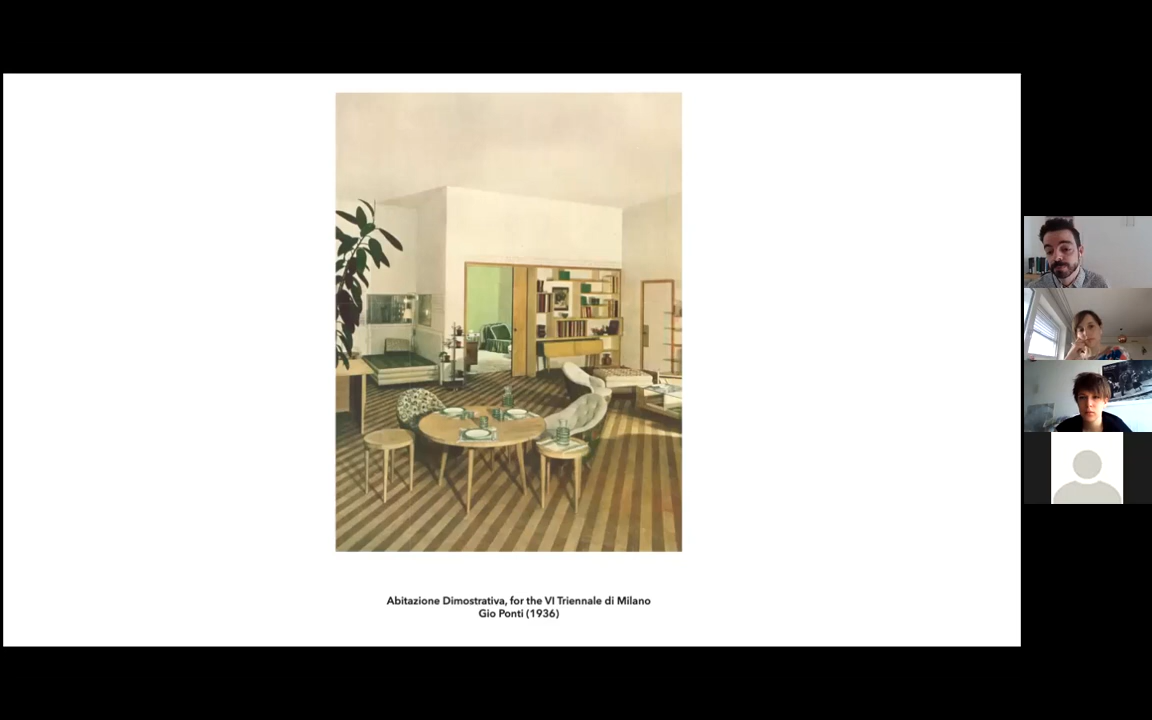 Abitazione Dimostrativa, for the VI Triennale di Milano
Gio Ponti (1936)